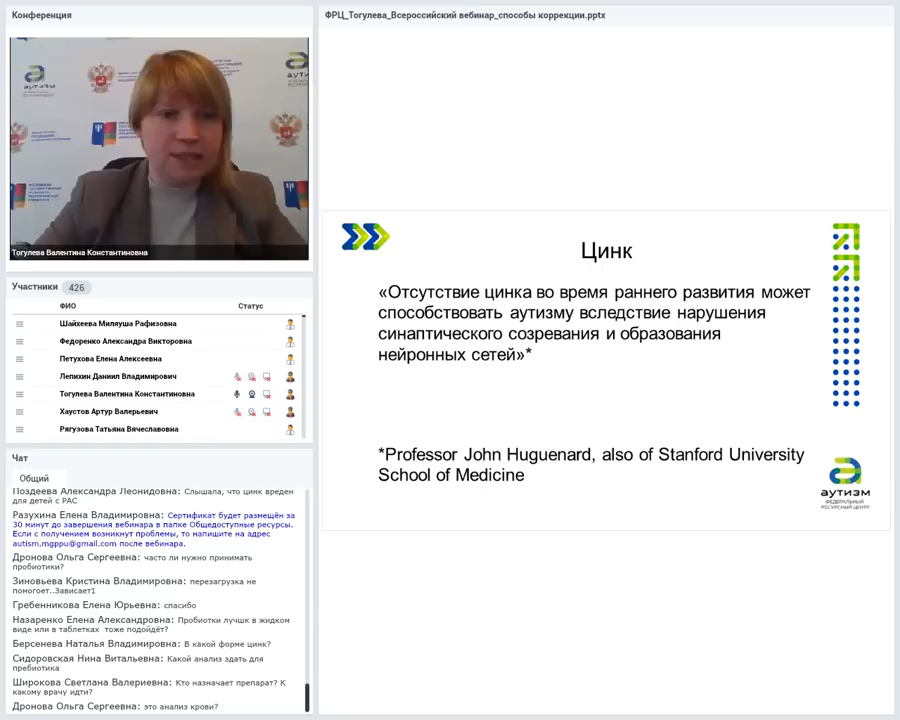 Конференция
Тогулева Валентина Константиновна
Участники 426
ФИО Статус
Шайхеева Миляуша Рафизовна
Федоренко Александра Викторовна
Петухова Елена Алексеевна
Лепихин Даниил Владимирович
Тогулева Валентина Константиновна
Хаустов Артур Валерьевич
Рягузова Татьяна Вячеславовна
Чат
Общий
Поздеева Александра Леонидовна: Слышала, что цинк вреден
для детей с РАС
Разухина Елена Владимировна: Сертификат будет размещён за
30 минут до завершения вебинара в папке Общедоступные ресурсы.
Если с получением возникнут проблемы, то напишите на адрес
autism.mgppu@gmail.com после вебинара.
Дронова Ольга Сергеевна: часто ли нужно принимать
пробиотики?
Зиновьева Кристина Владимировна: перезагрузка не
помогоет..Зависает1
Гребенникова Елена Юрьевна: спасибо
Назаренко Елена Александровна: Пробиотки лучшк в жидком
виде или в таблетках тоже подойдёт?
Берсенева Наталья Владимировна: В какой форме цинк?
Сидоровская Нина Витальевна: Какой анализ здать для
пребиотика
Широкова Светлана Валериевна: Кто назначает препарат? К
какому врачу идти?
Дронова Ольга Сергеевна: это анализ крови?
ФРЦ_Тогулева_Всероссийский вебинар_способы коррекции.pptx
Цинк
«Отсутствие цинка во время раннего развития может
способствовать аутизму вследствие нарушения
синаптического созревания и образования
нейронных сетей»*
*Professor John Huguenard, also of Stanford University
School of Medicine
аутизм
ФЕДЕРАЛЬНЫЙ
РЕСУРСНЫЙ ЦЕНТР